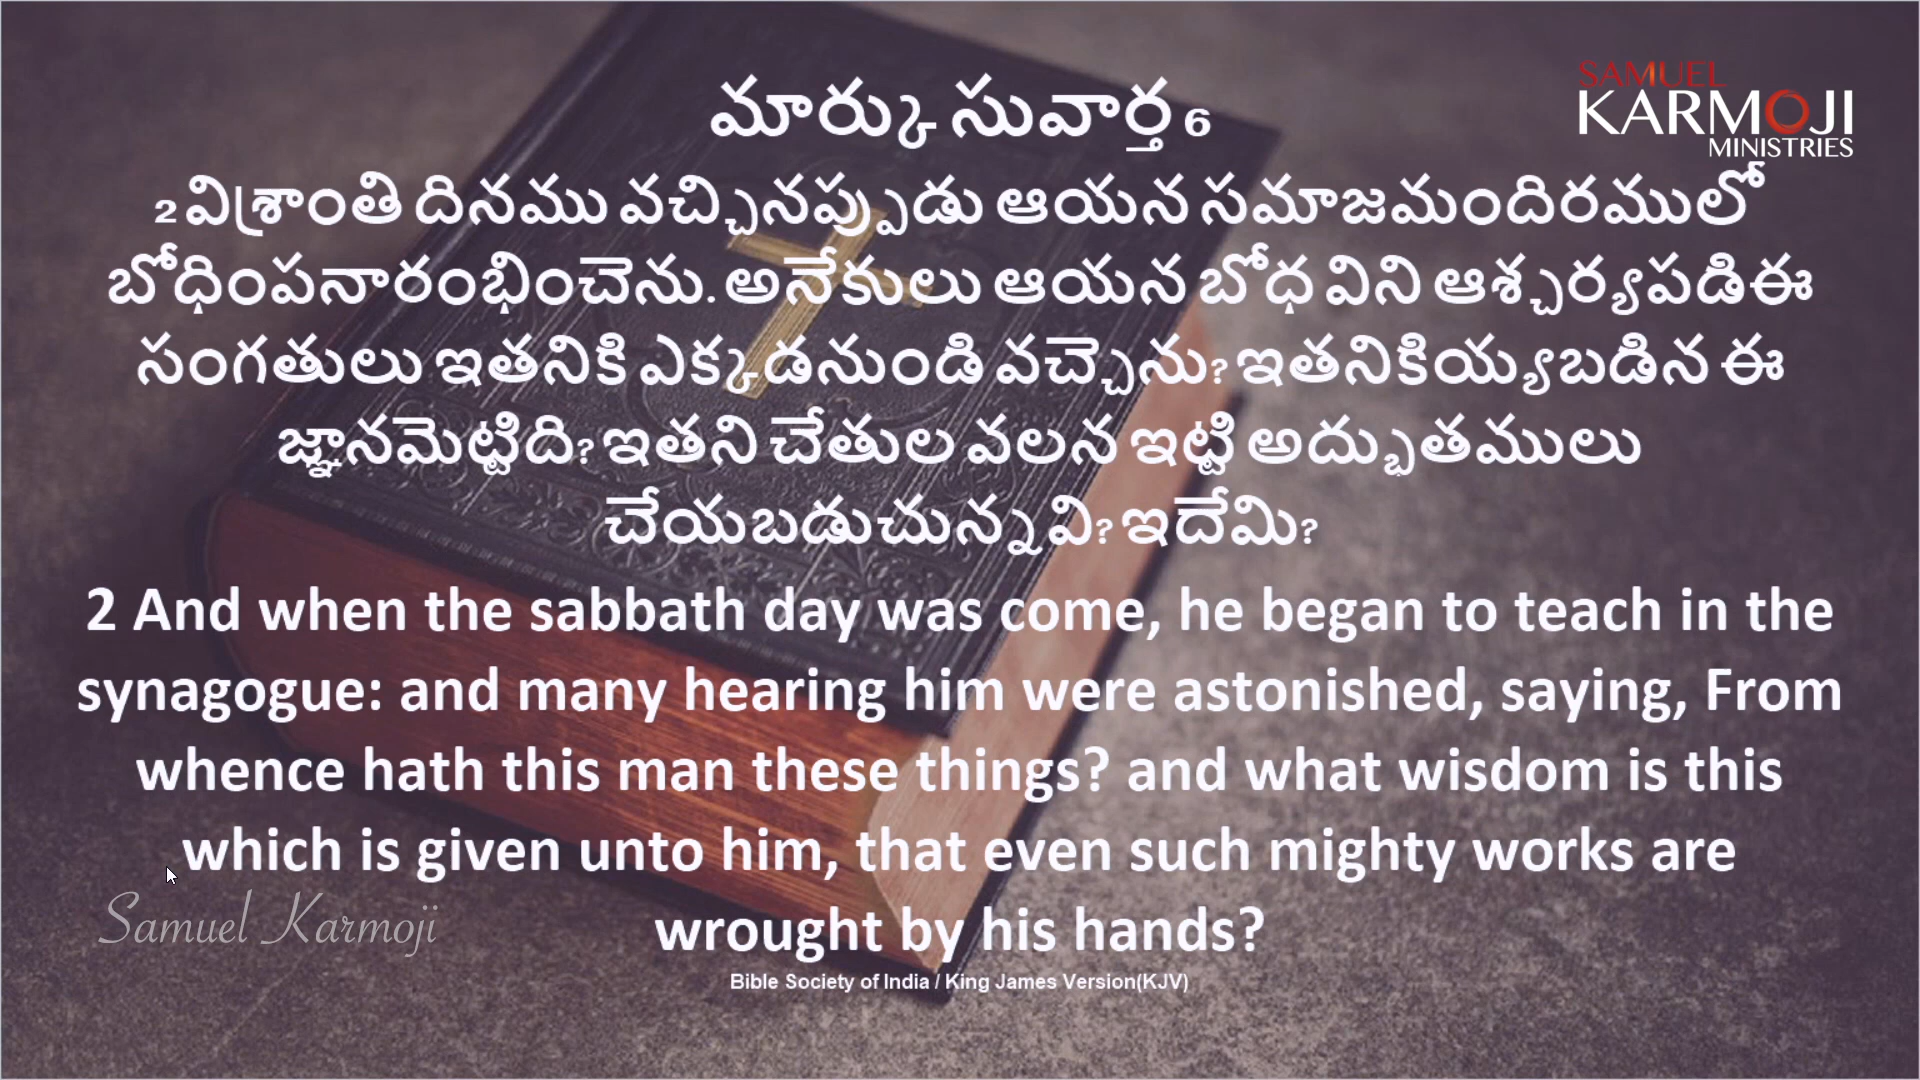 SAMUEL
KARMOJI
MINISTRIES
మార్కు సువార్త 6
2 విశ్రాంతి దినము వచ్చినప్పుడు ఆయన సమాజమందిరములో
బోధింపనారంభించెను. అనేకులు ఆయన బోధ విని ఆశ్చర్యపడిఈ
సంగతులు ఇతనికి ఎక్కడనుండి వచ్చెను? ఇతనికియ్యబడిన ఈ
జ్ఞానమెట్టిది? ఇతని చేతుల వలన ఇట్టి అద్భుతములు
చేయబడుచున్నవి? ఇదేమి?
2 And when the sabbath day was come, he began to teach in the
synagogue: and many hearing him were astonished, saying, From
whence hath this man these things? and what wisdom is this
which is given unto him, that even such mighty works are
wrought by his hands?
Samuel Karmoji
Bible Society of India / King James Version(KJV)